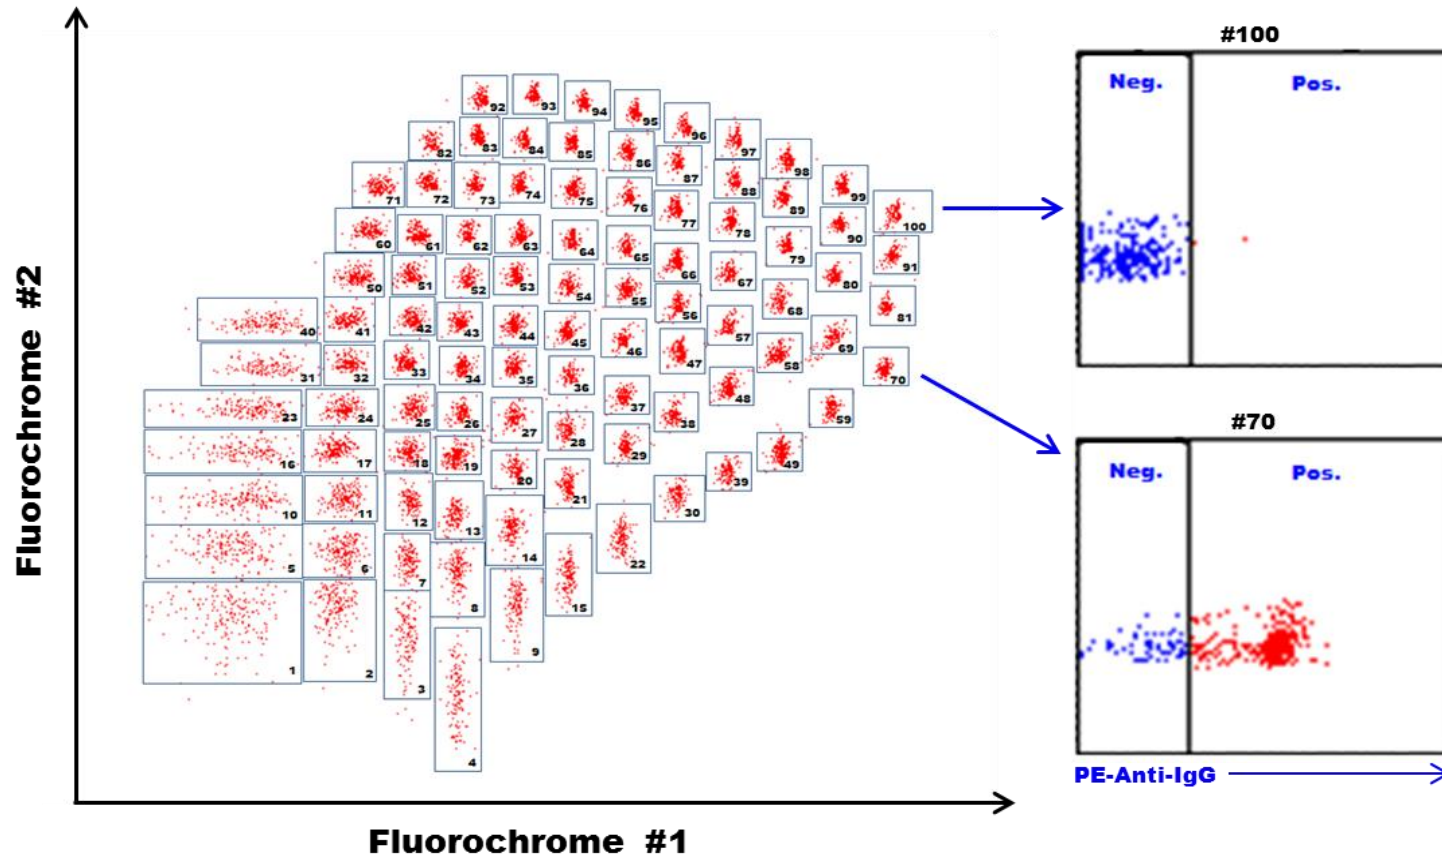 #100
Neg. Pos.
92 93 94 95 96 97 98 99 100
82 83 84 85 86 87 88 89 90 91
71 72 73 74 75 76 77 78 79 80 81
60 61 62 63 64 65 66 67 68 69 70
50 51 52 53 54 55 56 57 58 59
40 41 42 43 44 45 46 47 48 49
31 32 33 34 35 36 37 38 39
23 24 25 26 27 28 29 30
16 17 18 19 20 21 22
10 11 12 13 14 15
5 6 7 8 9
1 2 3 4
#70
Neg. Pos.
PE-Anti-IgG
Fluorochrome #2
Fluorochrome #1